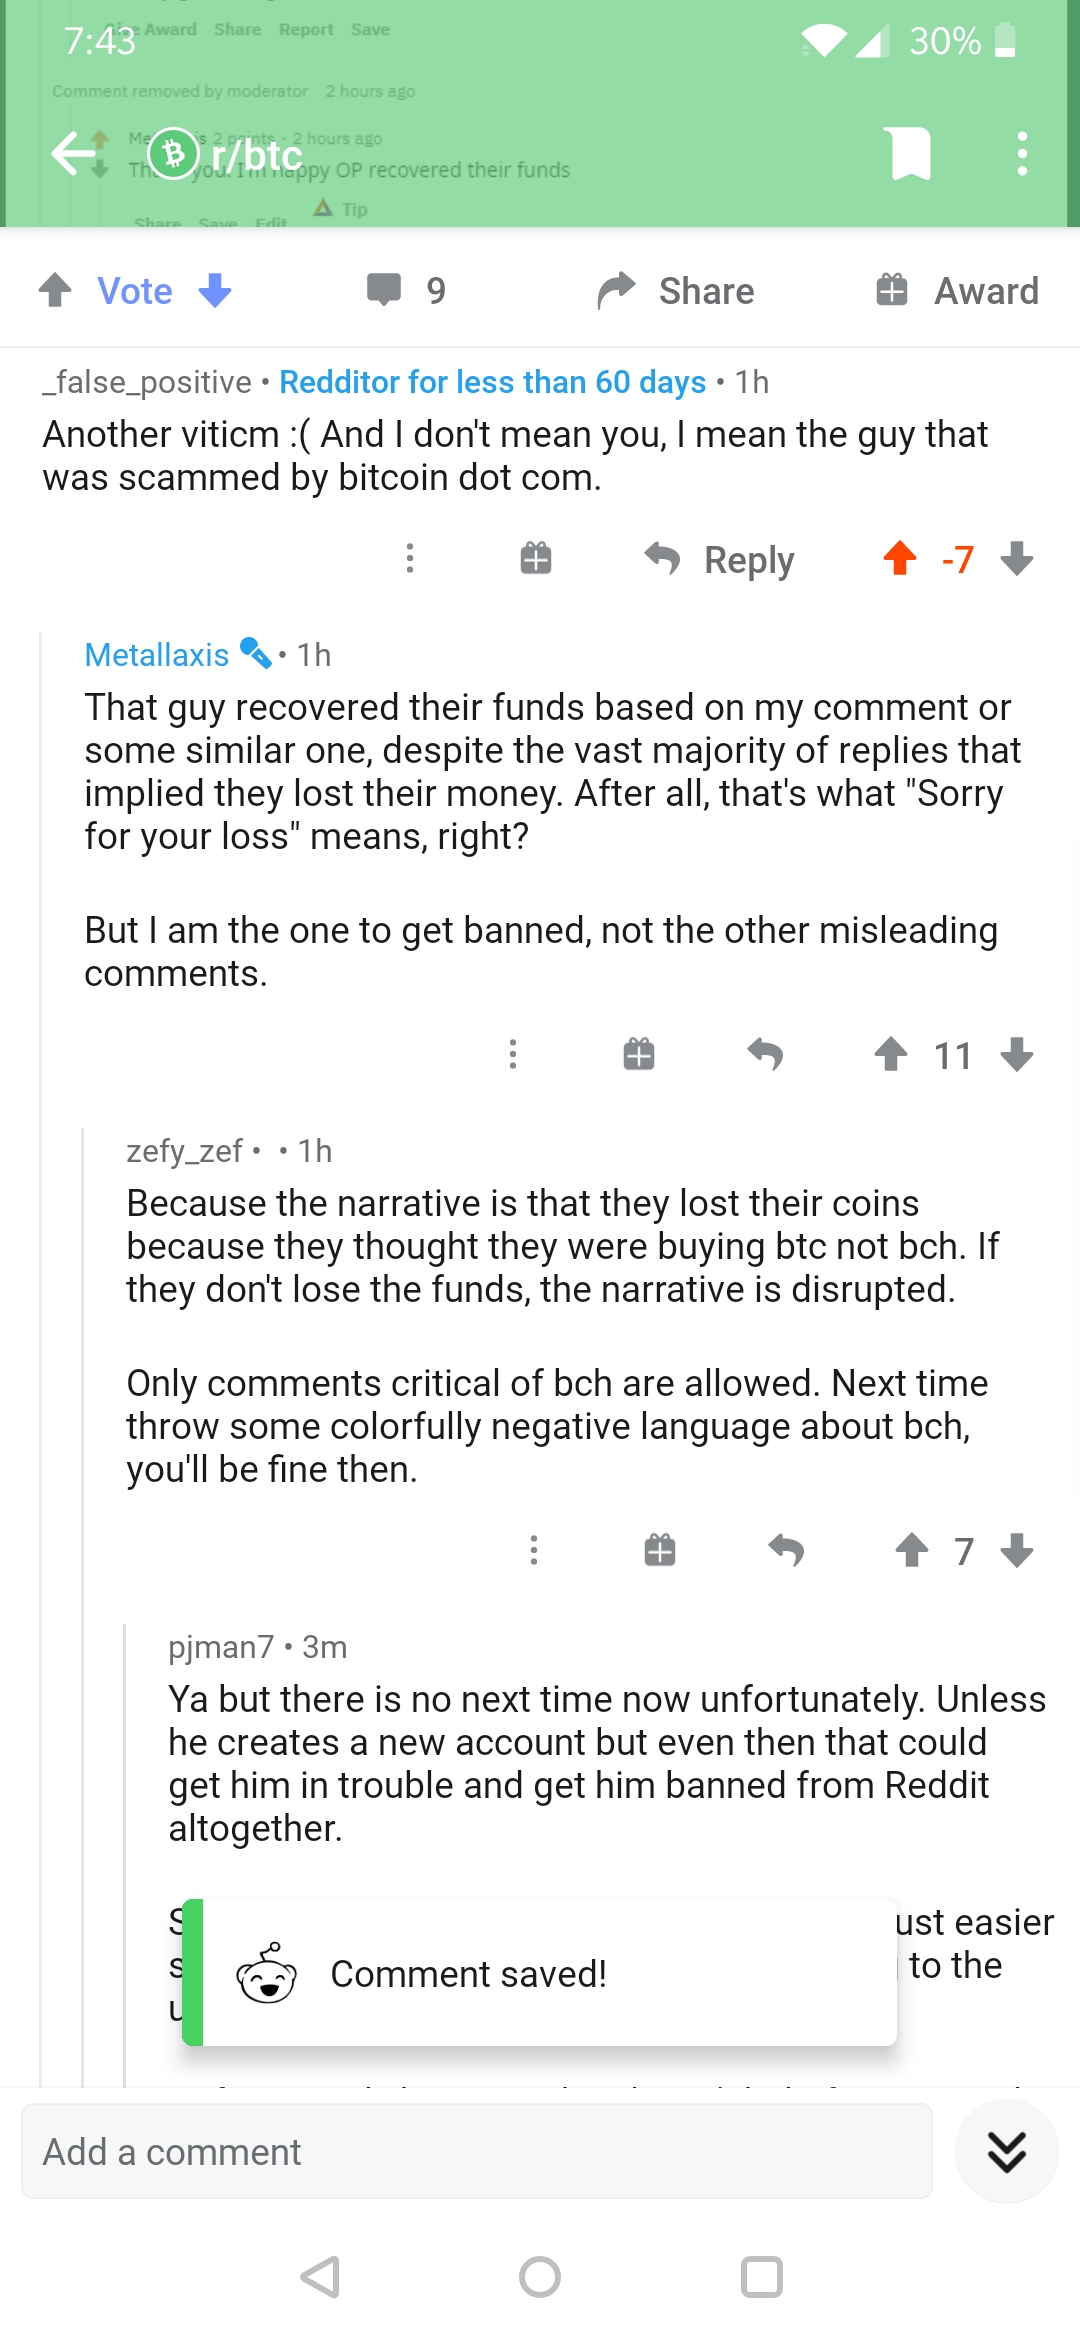 Give Award Share Report Save
7:43 30%
Comment removed by moderator 2 hours ago
2 points · 2 hours ago
r/btc
you. I'm happy OP recovered their funds
Tip
Share Save Edit
Vote 9 Share Award
_false_positive • Redditor for less than 60 days • 1h
Another viticm :( And I don't mean you, I mean the guy that
was scammed by bitcoin dot com.
Reply -7
Metallaxis • 1h
That guy recovered their funds based on my comment or
some similar one, despite the vast majority of replies that
implied they lost their money. After all, that's what "Sorry
for your loss" means, right?
But I am the one to get banned, not the other misleading
comments.
11
zefy_zef • • 1h
Because the narrative is that they lost their coins
because they thought they were buying btc not bch. If
they don't lose the funds, the narrative is disrupted.
Only comments critical of bch are allowed. Next time
throw some colorfully negative language about bch,
you'll be fine then.
7
pjman7 • 3m
Ya but there is no next time now unfortunately. Unless
he creates a new account but even then that could
get him in trouble and get him banned from Reddit
altogether.
easier
to the
Comment saved!
Add a comment